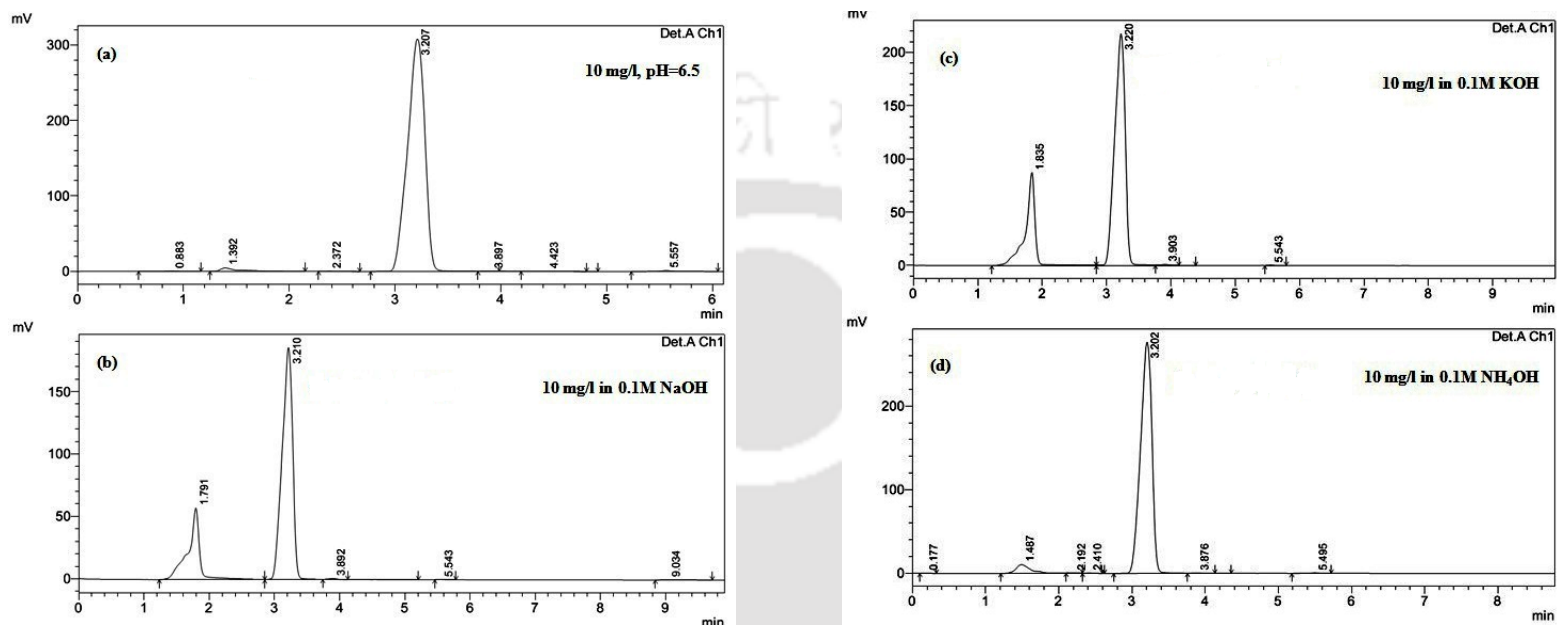 mV
Det.A Ch1
(a)
10 mg/l, pH=6.5
300
200
100
0
0.883
1.392
2.372
3.207
3.897
4.423
5.557
0 1 2 3 4 5 6
min
mV
Det.A Ch1
(b)
10 mg/l in 0.1M NaOH
150
100
50
0
1.791
3.210
3.892
5.543
9.034
0 1 2 3 4 5 6 7 8 9
min
mV
Det.A Ch1
(c)
10 mg/l in 0.1M KOH
200
150
100
50
0
1.835
3.220
3.903
5.543
0 1 2 3 4 5 6 7 8 9
min
mV
Det.A Ch1
(d)
10 mg/l in 0.1M NH₄OH
200
100
0
0.177
1.487
2.192
2.410
3.202
3.876
5.495
0 1 2 3 4 5 6 7 8
min